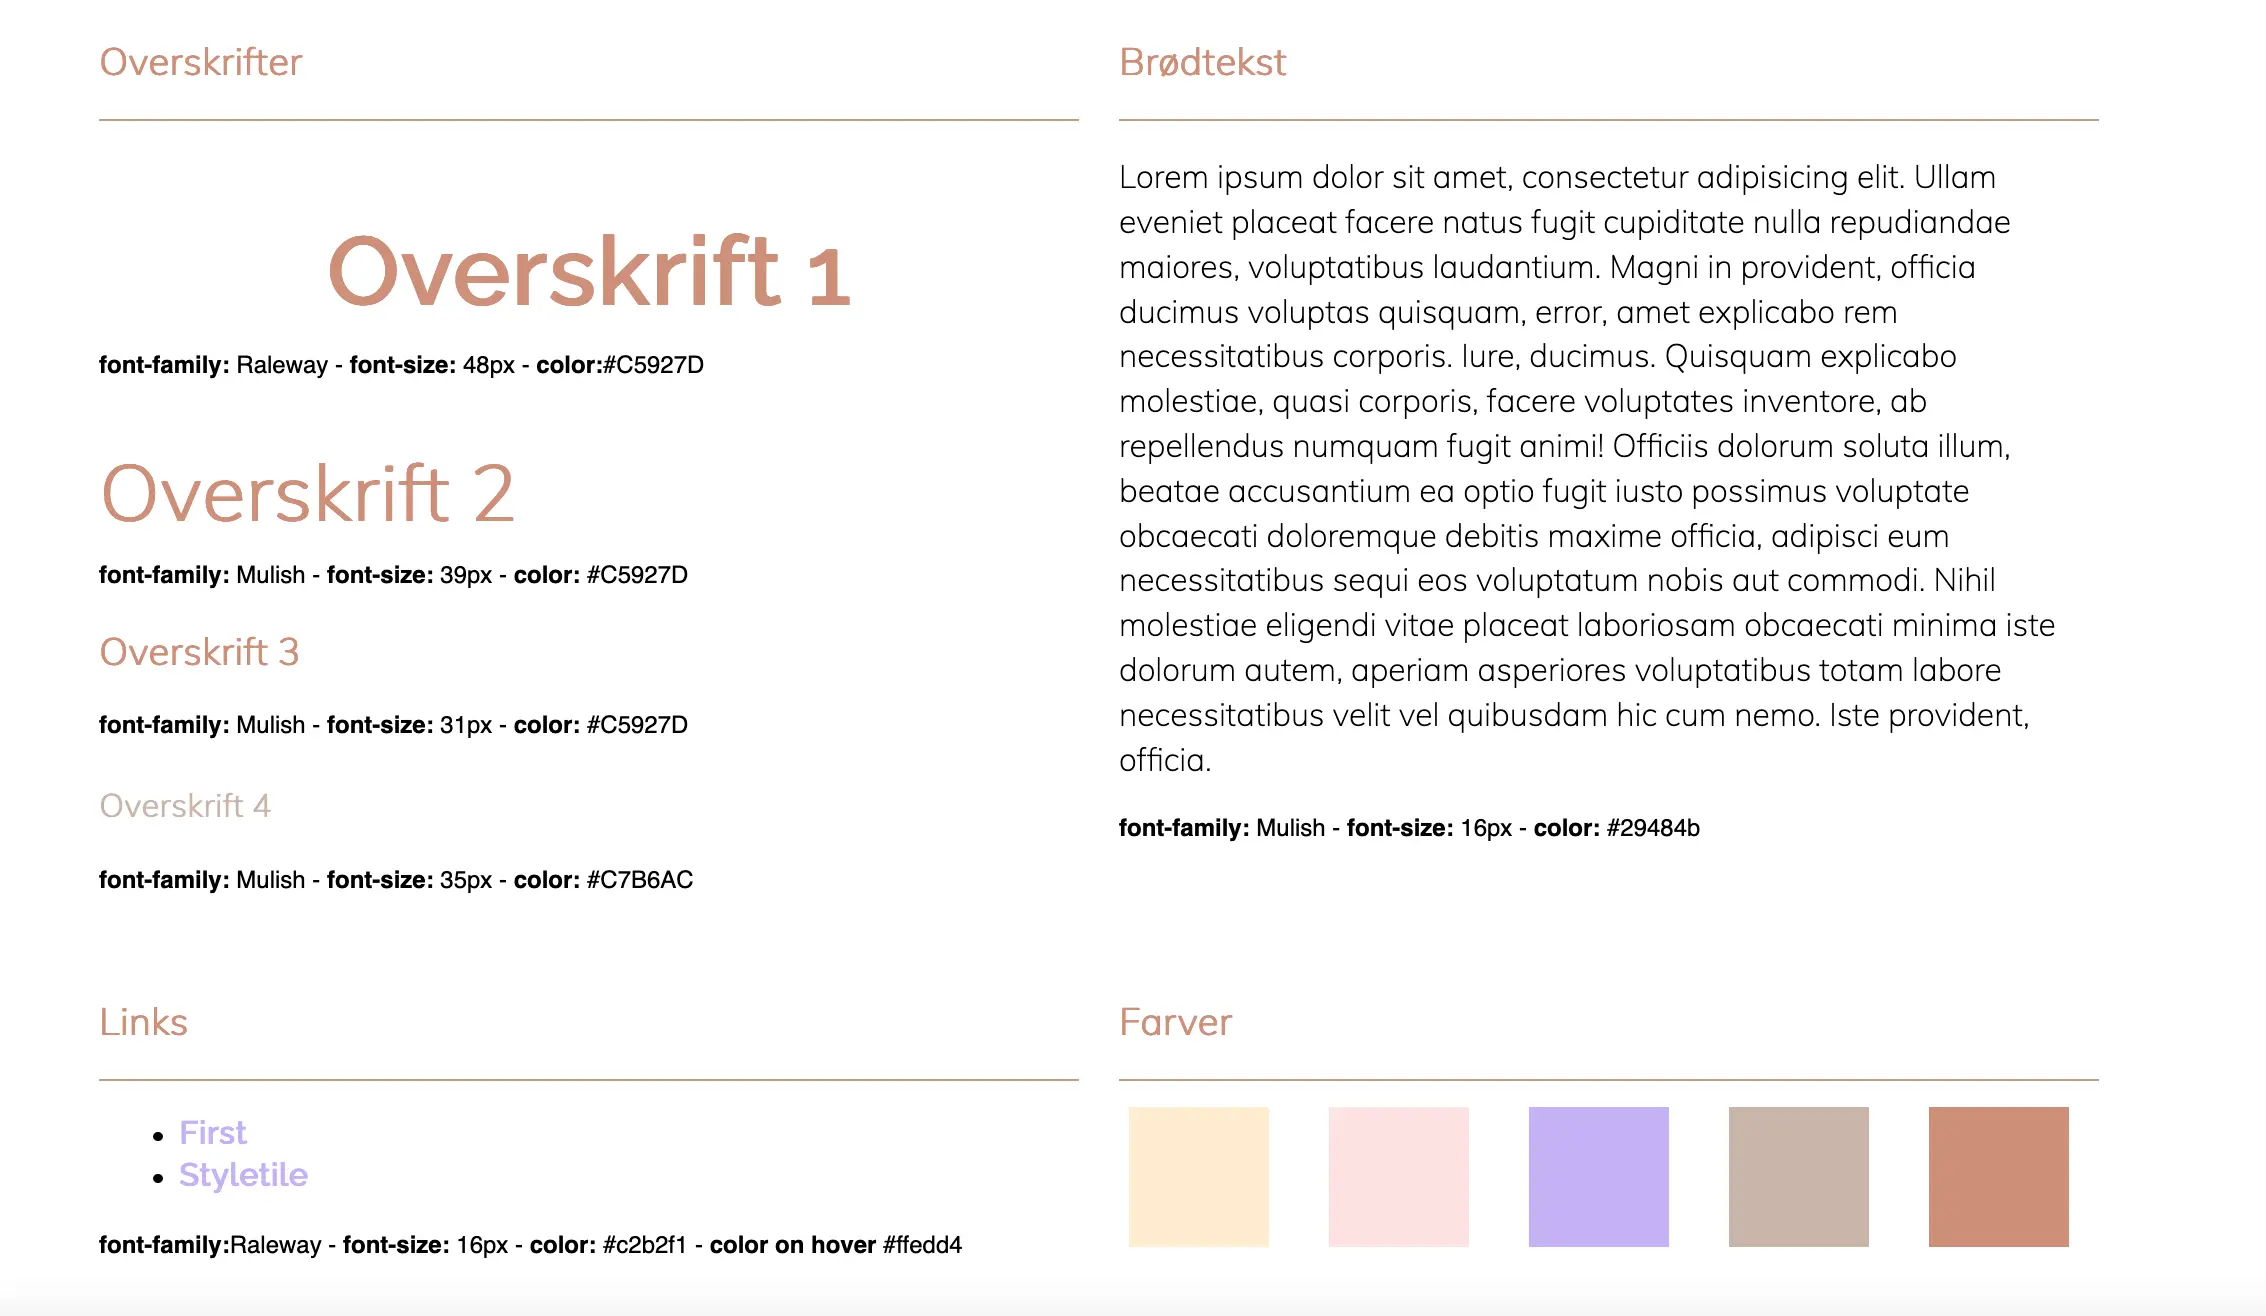 Overskrifter
Overskrift 1
font-family: Raleway - font-size: 48px - color:#C5927D
Overskrift 2
font-family: Mulish - font-size: 39px - color: #C5927D
Overskrift 3
font-family: Mulish - font-size: 31px - color: #C5927D
Overskrift 4
font-family: Mulish - font-size: 35px - color: #C7B6AC
Brødtekst
Lorem ipsum dolor sit amet, consectetur adipisicing elit. Ullam
eveniet placeat facere natus fugit cupiditate nulla repudiandae
maiores, voluptatibus laudantium. Magni in provident, officia
ducimus voluptas quisquam, error, amet explicabo rem
necessitatibus corporis. Iure, ducimus. Quisquam explicabo
molestiae, quasi corporis, facere voluptates inventore, ab
repellendus numquam fugit animi! Officiis dolorum soluta illum,
beatae accusantium ea optio fugit iusto possimus voluptate
obcaecati doloremque debitis maxime officia, adipisci eum
necessitatibus sequi eos voluptatum nobis aut commodi. Nihil
molestiae eligendi vitae placeat laboriosam obcaecati minima iste
dolorum autem, aperiam asperiores voluptatibus totam labore
necessitatibus velit vel quibusdam hic cum nemo. Iste provident,
officia.
font-family: Mulish - font-size: 16px - color: #29484b
Links
• First
• Styletile
font-family:Raleway - font-size: 16px - color: #c2b2f1 - color on hover #ffedd4
Farver